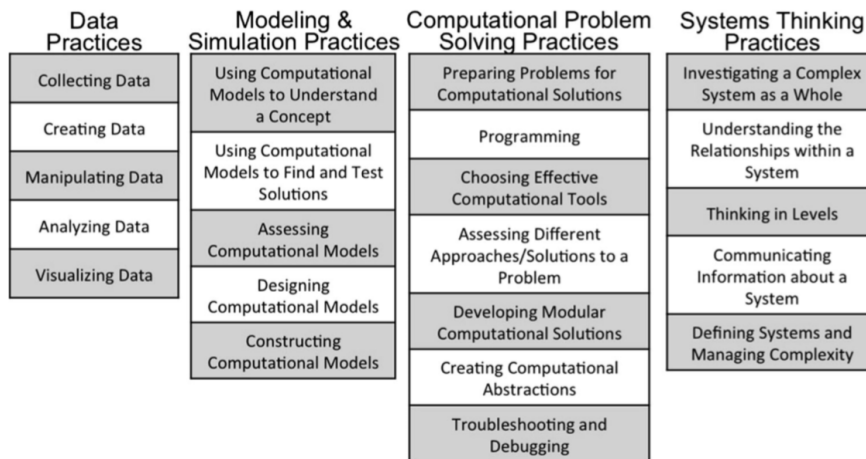 Data
Practices
Collecting Data
Creating Data
Manipulating Data
Analyzing Data
Visualizing Data
Modeling &
Simulation Practices
Using Computational
Models to Understand
a Concept
Using Computational
Models to Find and Test
Solutions
Assessing
Computational Models
Designing
Computational Models
Constructing
Computational Models
Computational Problem
Solving Practices
Preparing Problems for
Computational Solutions
Programming
Choosing Effective
Computational Tools
Assessing Different
Approaches/Solutions to a
Problem
Developing Modular
Computational Solutions
Creating Computational
Abstractions
Troubleshooting and
Debugging
Systems Thinking
Practices
Investigating a Complex
System as a Whole
Understanding the
Relationships within a
System
Thinking in Levels
Communicating
Information about a
System
Defining Systems and
Managing Complexity